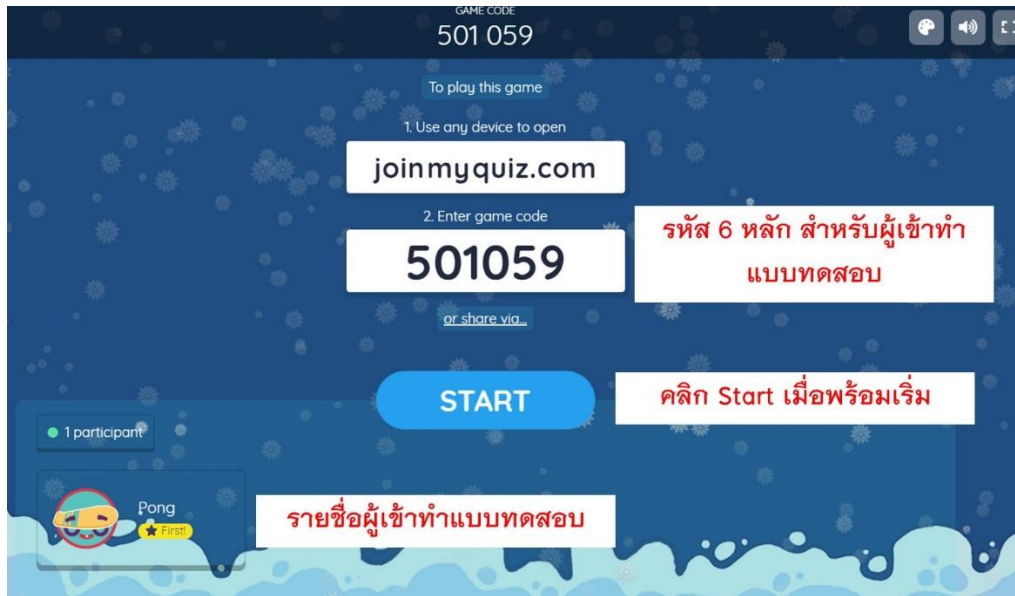 GAME CODE
501 059
To play this game
1. Use any device to open
joinmyquiz.com
2. Enter game code
501059
รหัส 6 หลัก สำหรับผู้เข้าทำ
แบบทดสอบ
or share via...
START
คลิก Start เมื่อพร้อมเริ่ม
1 participant
Pong
First!
รายชื่อผู้เข้าทำแบบทดสอบ